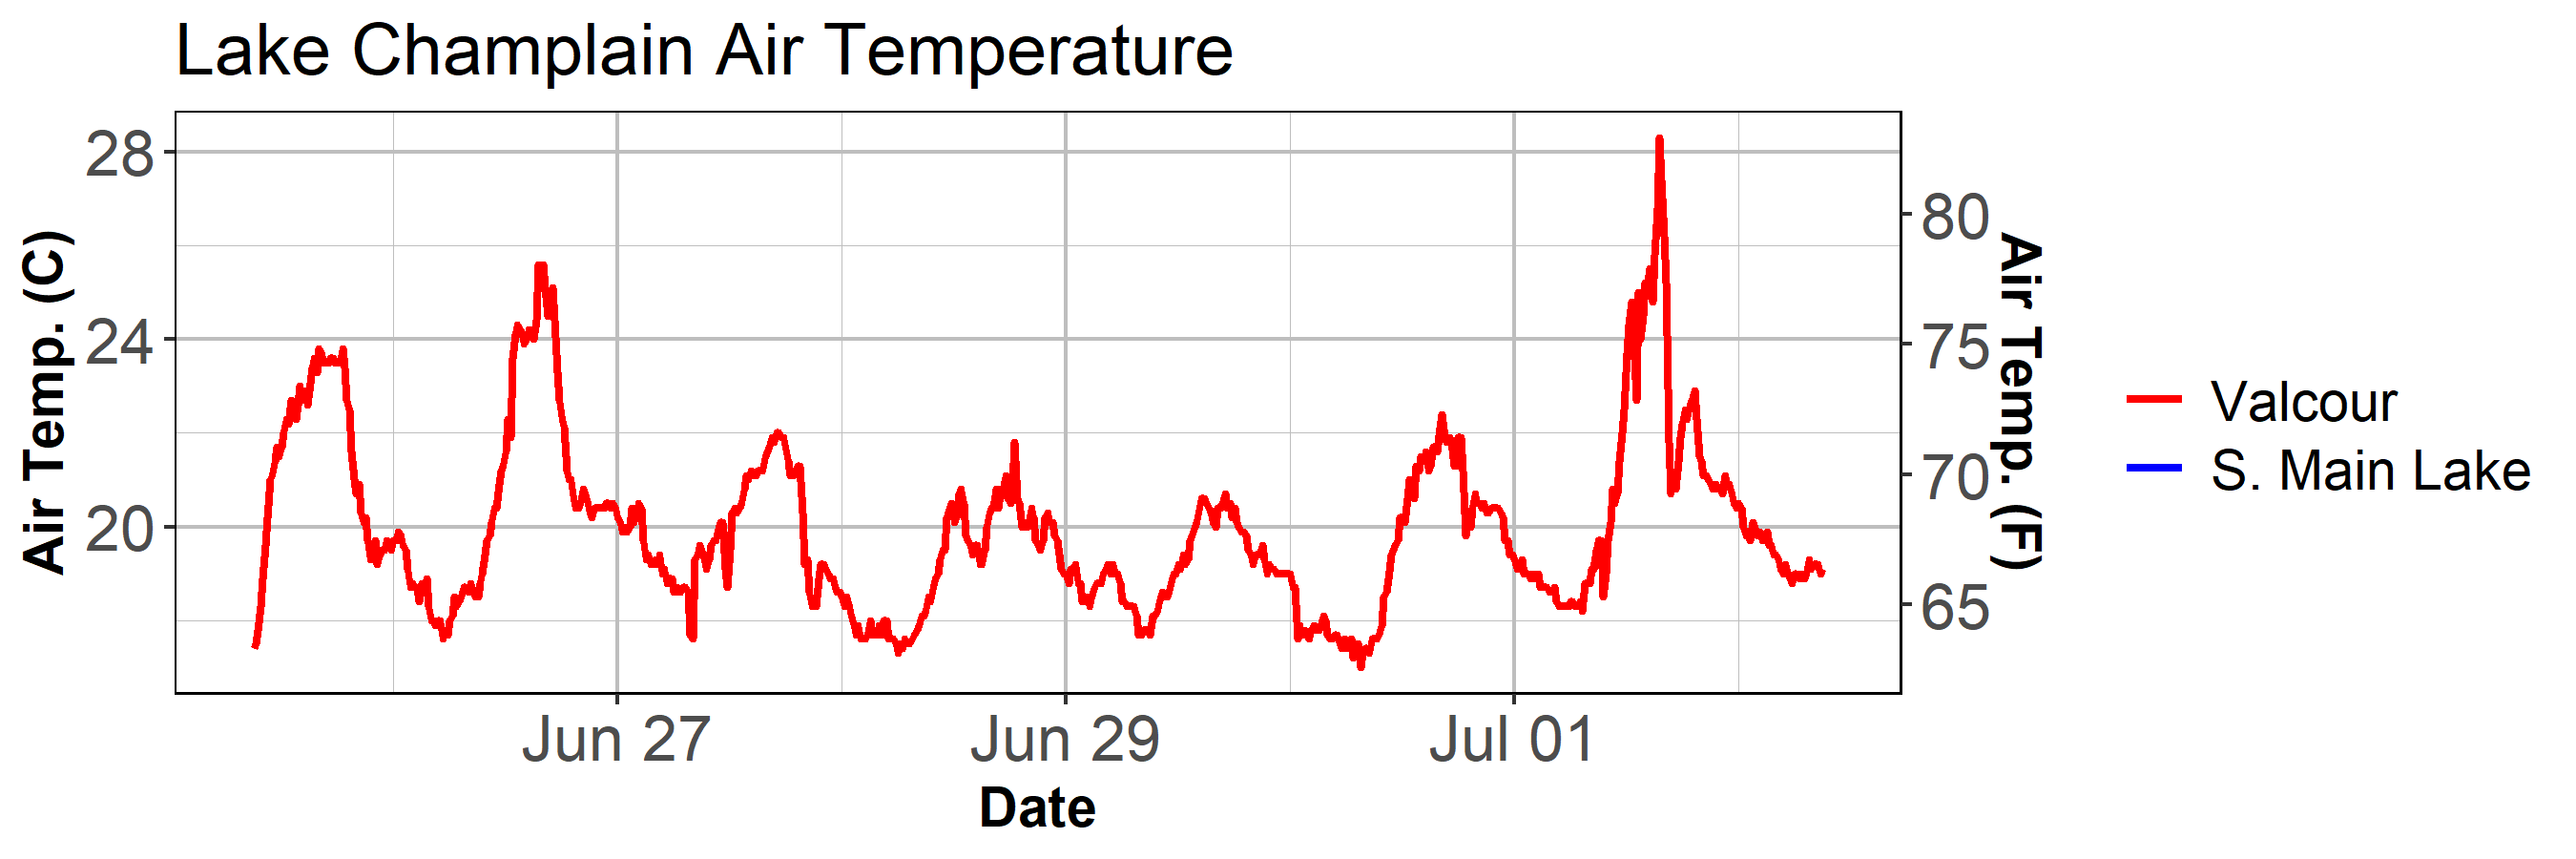 Lake Champlain Air Temperature
Air Temp. (C)
28
24
20
80
75
70
65
Air Temp. (F)
Jun 27
Jun 29
Jul 01
Date
Valcour
S. Main Lake